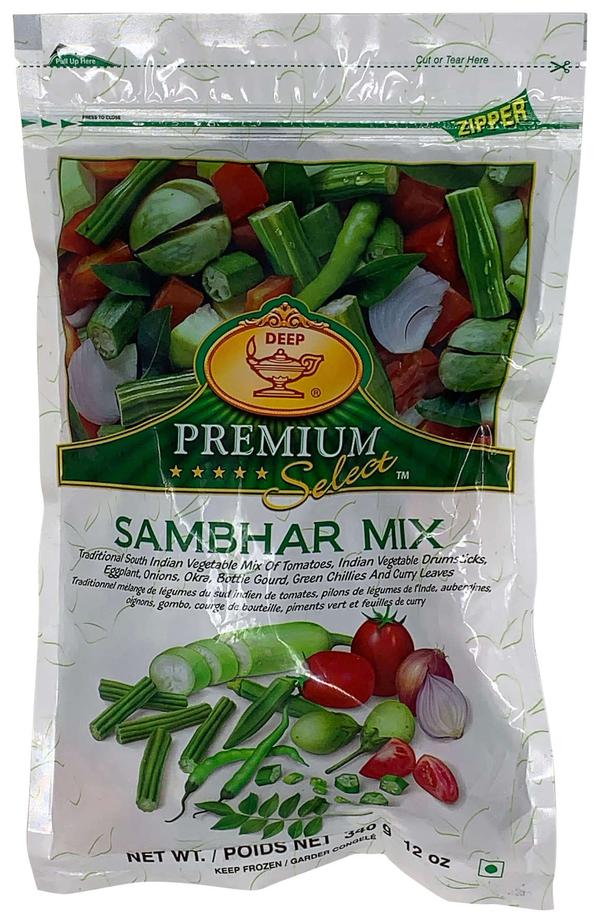 Pull Up Here
Cut or Tear Here
PRESS TO CLOSE
ZIPPER
DEEP
®
PREMIUM
Select™
SAMBHAR MIX
Traditional South Indian Vegetable Mix Of Tomatoes, Indian Vegetable Drumsticks,
Eggplant, Onions, Okra, Bottle Gourd, Green Chillies And Curry Leaves
Traditionnel mélange de légumes du sud indien de tomates, pilons de légumes de l'inde, aubergines,
oignons, gombo, courge de bouteille, piments vert et feuilles de curry
NET WT. / POIDS NET 340 g 12 OZ
KEEP FROZEN / GARDER CONGELÉ